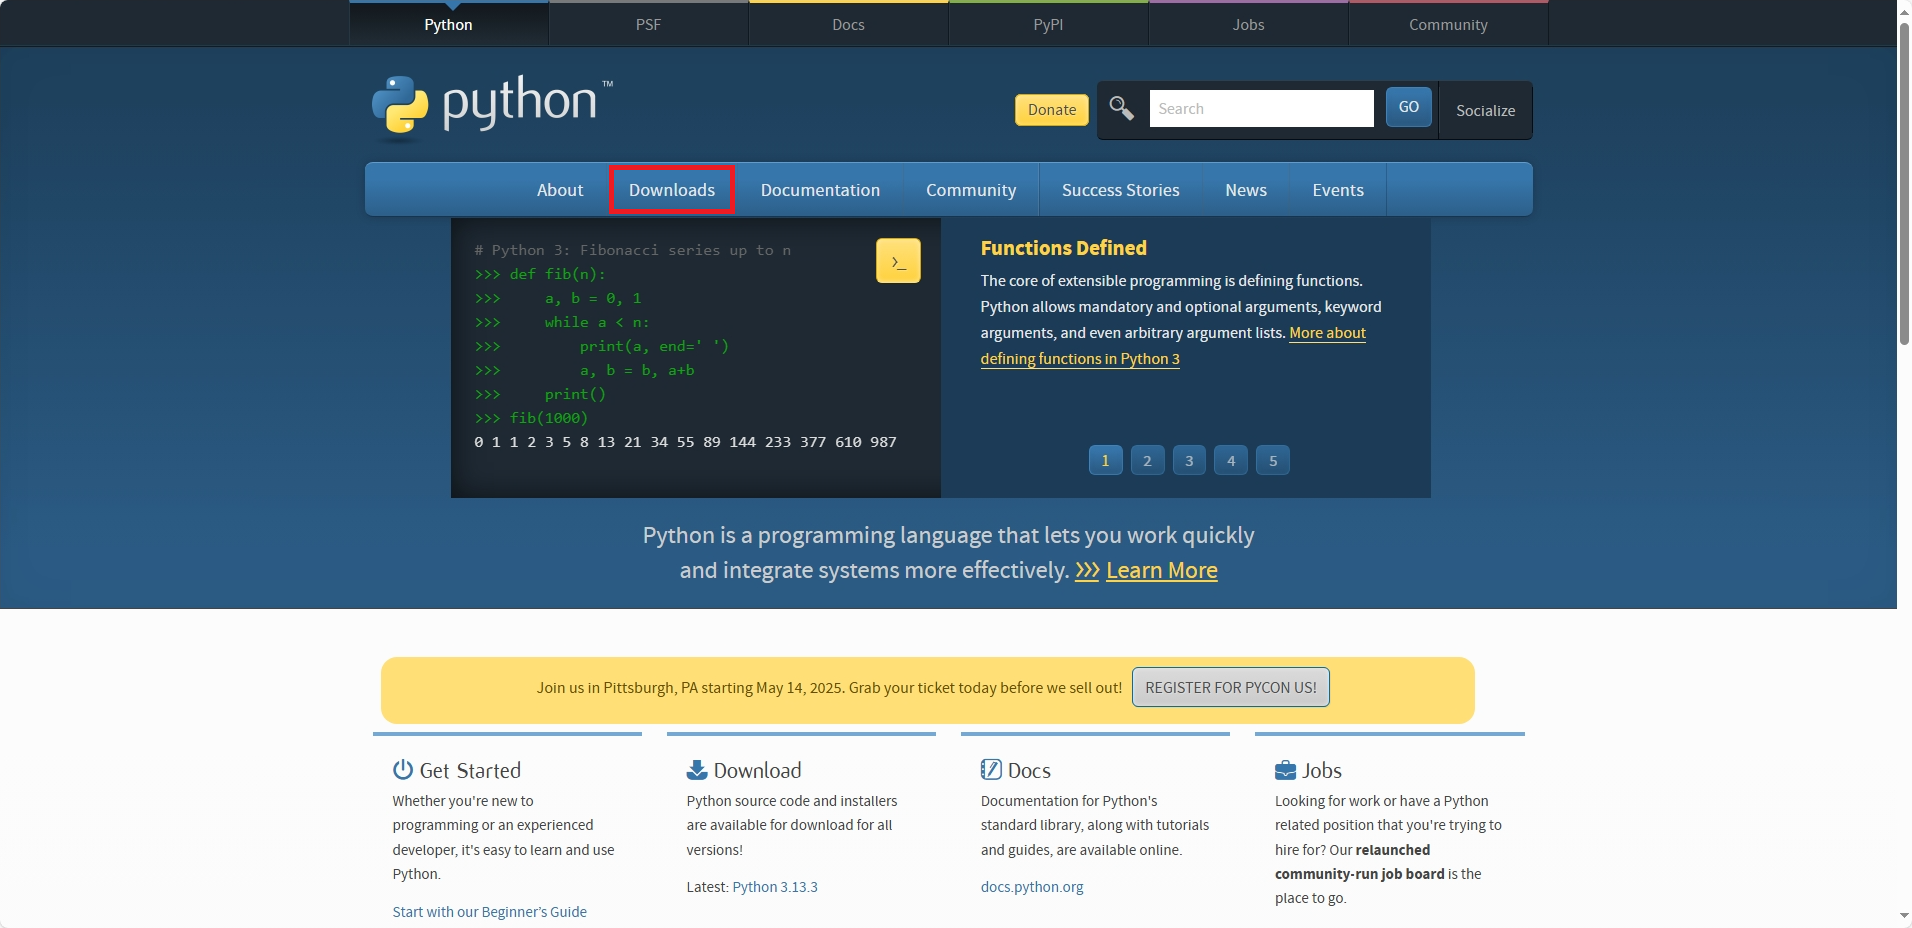 Python
PSF
Docs
PyPI
Jobs
Community
python™
Donate
Search
GO
Socialize
About
Downloads
Documentation
Community
Success Stories
News
Events
# Python 3: Fibonacci series up to n
>>> def fib(n):
>>>     a, b = 0, 1
>>>     while a < n:
>>>         print(a, end=' ')
>>>         a, b = b, a+b
>>>     print()
>>> fib(1000)
0 1 1 2 3 5 8 13 21 34 55 89 144 233 377 610 987
>_
Functions Defined
The core of extensible programming is defining functions.
Python allows mandatory and optional arguments, keyword
arguments, and even arbitrary argument lists. More about
defining functions in Python 3
1
2
3
4
5
Python is a programming language that lets you work quickly
and integrate systems more effectively. >>> Learn More
Join us in Pittsburgh, PA starting May 14, 2025. Grab your ticket today before we sell out!
REGISTER FOR PYCON US!
Get Started
Whether you're new to
programming or an experienced
developer, it's easy to learn and use
Python.
Start with our Beginner’s Guide
Download
Python source code and installers
are available for download for all
versions!
Latest: Python 3.13.3
Docs
Documentation for Python's
standard library, along with tutorials
and guides, are available online.
docs.python.org
Jobs
Looking for work or have a Python
related position that you're trying to
hire for? Our relaunched
community-run job board is the
place to go.